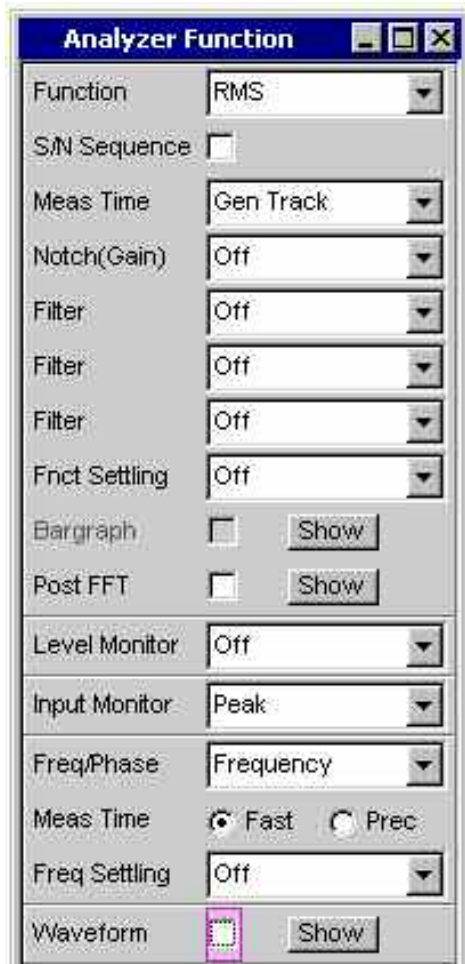 Analyzer Function
Function RMS
S/N Sequence
Meas Time Gen Track
Notch(Gain) Off
Filter Off
Filter Off
Filter Off
Fnct Settling Off
Bargraph Show
Post FFT Show
Level Monitor Off
Input Monitor Peak
Freq/Phase Frequency
Meas Time Fast Prec
Freq Settling Off
Waveform Show